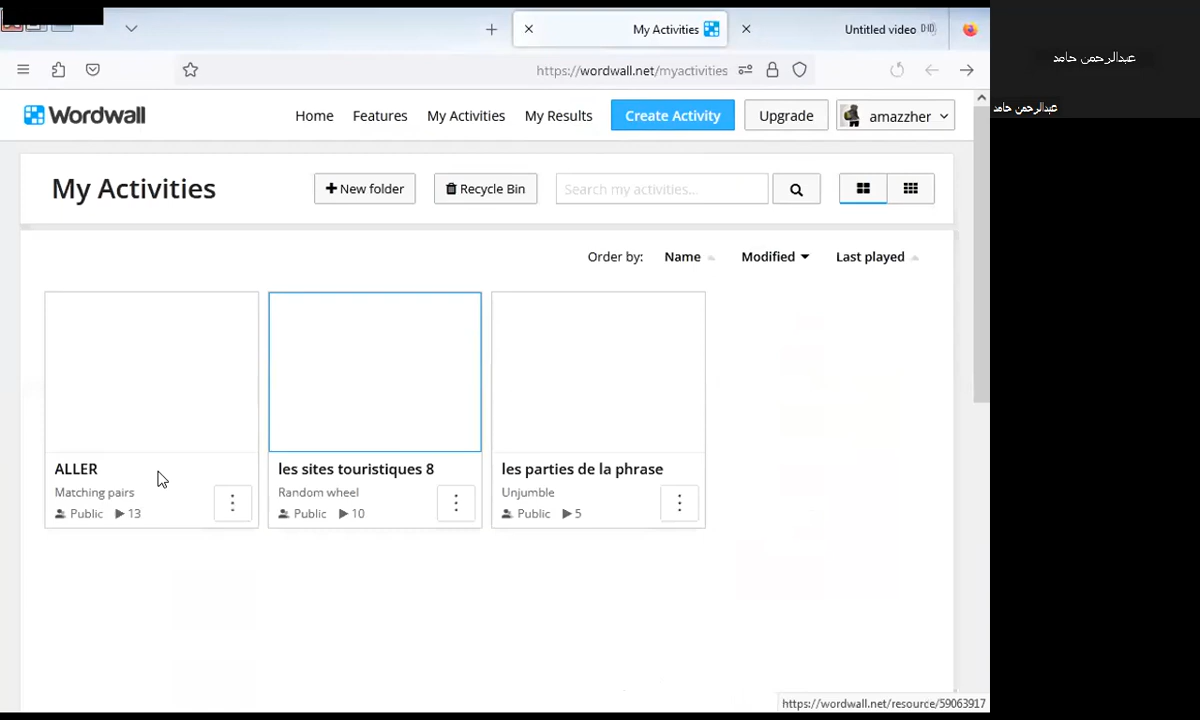 My Activities
Untitled video
https://wordwall.net/myactivities
Wordwall
Home
Features
My Activities
My Results
Create Activity
Upgrade
amazzher
عبدالرحمن حامد
عبدالرحمن حامد
My Activities
New folder
Recycle Bin
Search my activities...
Order by:
Name
Modified
Last played
ALLER
Matching pairs
Public
13
les sites touristiques 8
Random wheel
Public
10
les parties de la phrase
Unjumble
Public
5
https://wordwall.net/resource/59063917